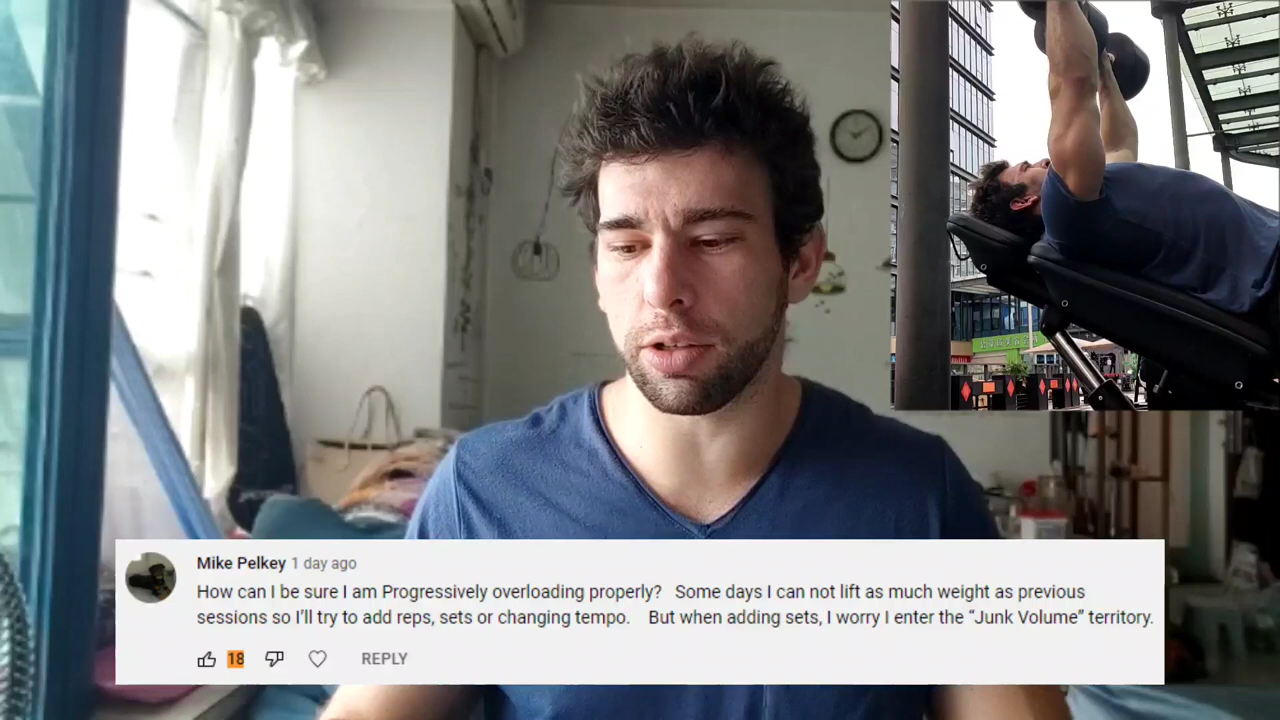 Mike Pelkey 1 day ago
How can I be sure I am Progressively overloading properly? Some days I can not lift as much weight as previous
sessions so I'll try to add reps, sets or changing tempo. But when adding sets, I worry I enter the “Junk Volume” territory.
18 REPLY